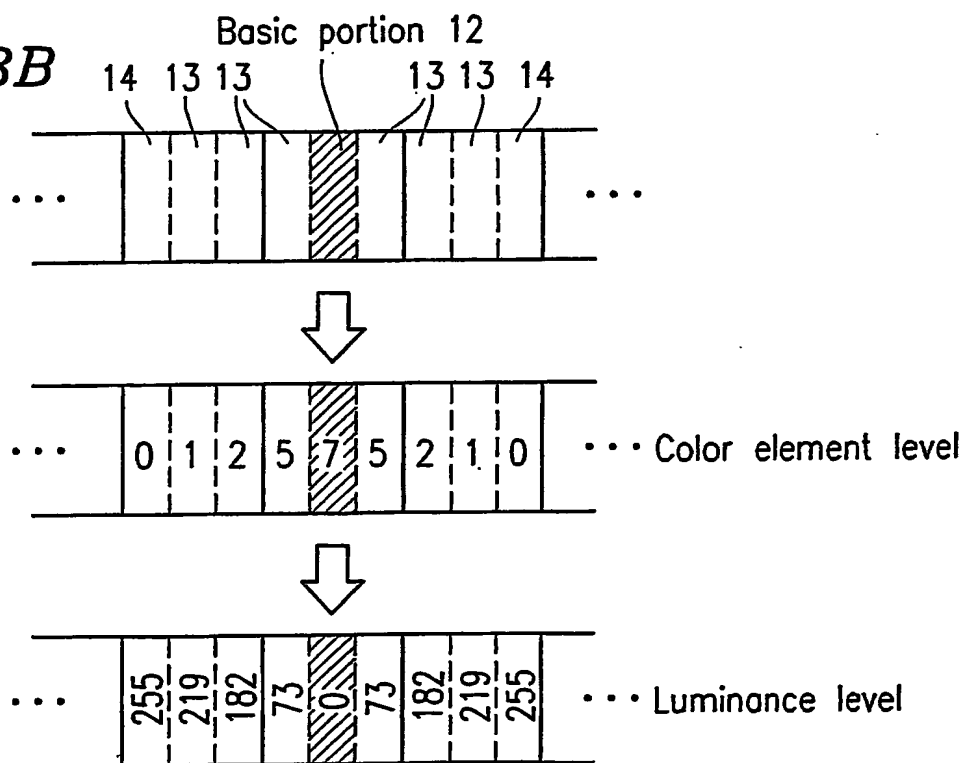 Basic portion 12
3B 14 13 13 13 13 14
... ...
... 0 1 2 5 7 5 2 1 0 ... Color element level
... 255 219 182 73 0 73 182 219 255 ... Luminance level